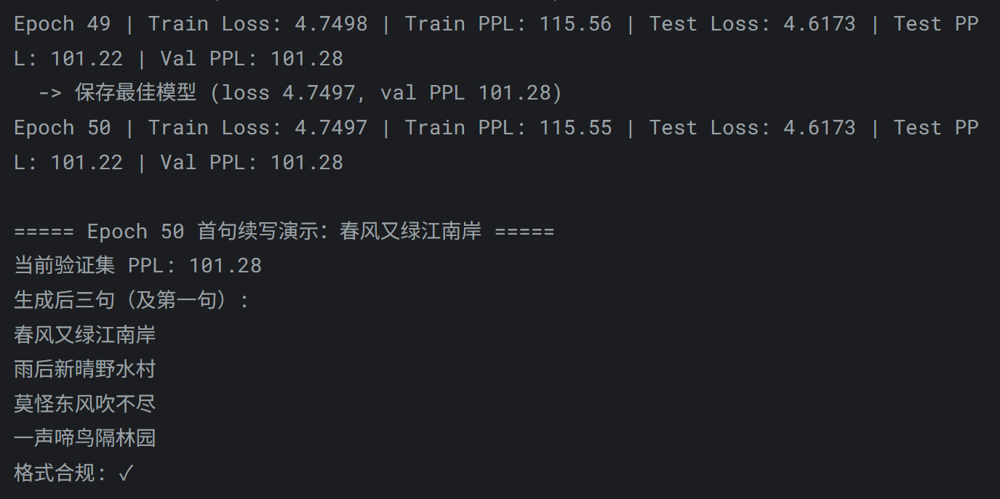 Epoch 49 | Train Loss: 4.7498 | Train PPL: 115.56 | Test Loss: 4.6173 | Test PP
L: 101.22 | Val PPL: 101.28
  -> 保存最佳模型 (loss 4.7497, val PPL 101.28)
Epoch 50 | Train Loss: 4.7497 | Train PPL: 115.55 | Test Loss: 4.6173 | Test PP
L: 101.22 | Val PPL: 101.28
===== Epoch 50 首句续写演示：春风又绿江南岸 =====
当前验证集 PPL: 101.28
生成后三句（及第一句）:
春风又绿江南岸
雨后新晴野水村
莫怪东风吹不尽
一声啼鸟隔林园
格式合规: ✓